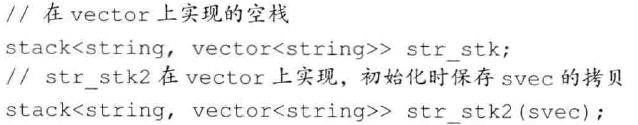 // 在 vector 上实现的空栈
stack<string, vector<string>> str_stk;
// str_stk2 在 vector 上实现，初始化时保存 svec 的拷贝
stack<string, vector<string>> str_stk2(svec);